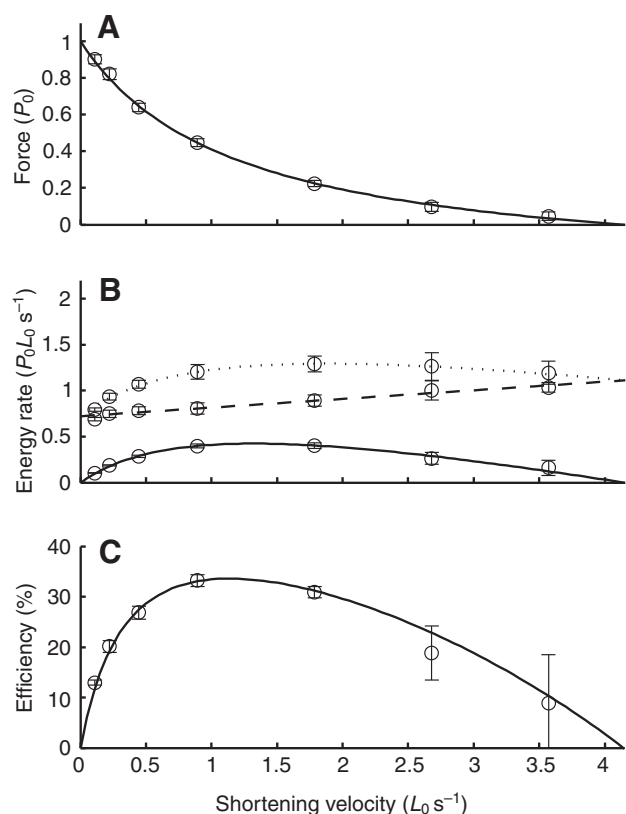 A
1
0.8
0.6
0.4
0.2
0
Force (P0)
B
2
1.5
1
0.5
0
Energy rate (P0L0 s−1)
C
40
30
20
10
0
Efficiency (%)
0 0.5 1 1.5 2 2.5 3 3.5 4
Shortening velocity (L0 s−1)